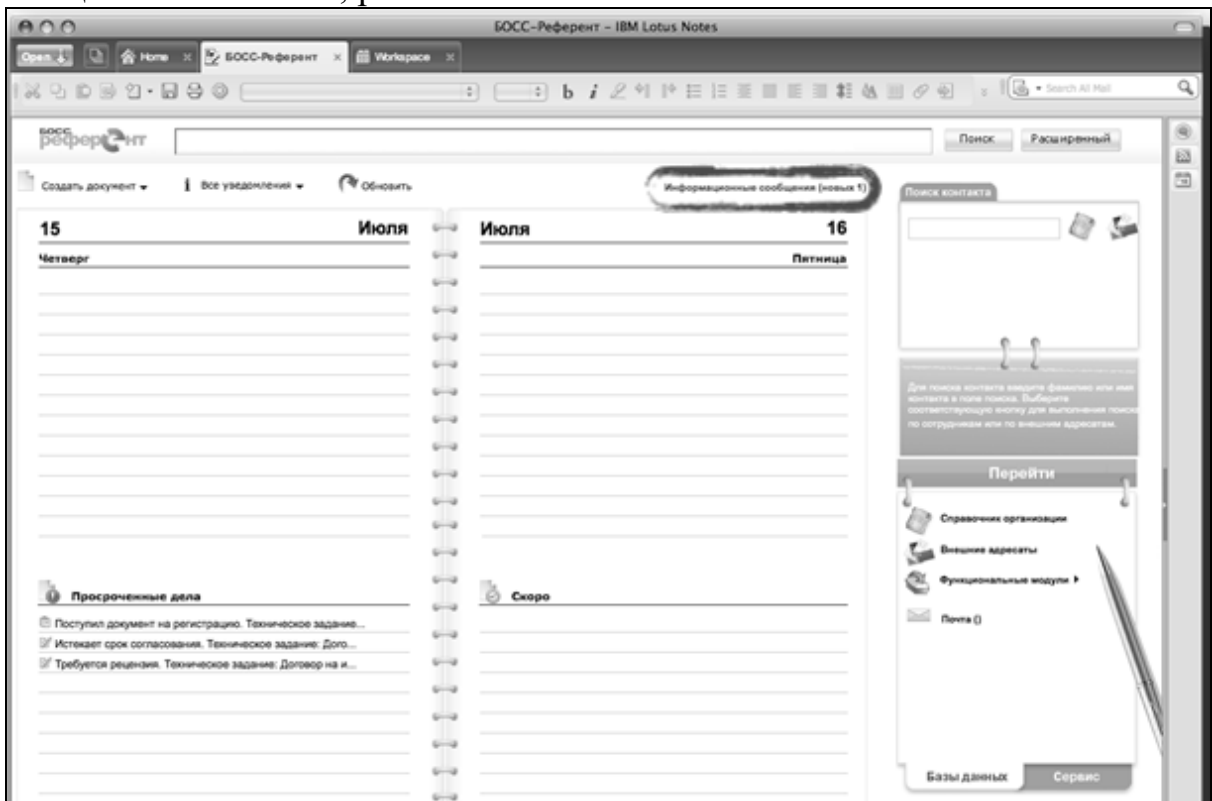 БОСС-Референт – IBM Lotus Notes
Open
Home
БОСС-Референт
Workspace
Search All Mail
БОСС
референт
Поиск
Расширенный
Создать документ
Все уведомления
Обновить
Информационные сообщения (новых 1)
Поиск контакта
15 Июля
Четверг
Июля 16
Пятница
Для поиска контакта введите фамилию или имя
контакта в поле поиска. Выберите
соответствующую кнопку для выполнения поиска
по сотрудникам или по внешним адресатам.
Перейти
Справочник организации
Внешние адресаты
Функциональные модули
Почта ()
Просроченные дела
Поступил документ на регистрацию. Техническое задание...
Истекает срок согласования. Техническое задание: Дого...
Требуется рецензия. Техническое задание: Договор на и...
Скоро
Базы данных
Сервис